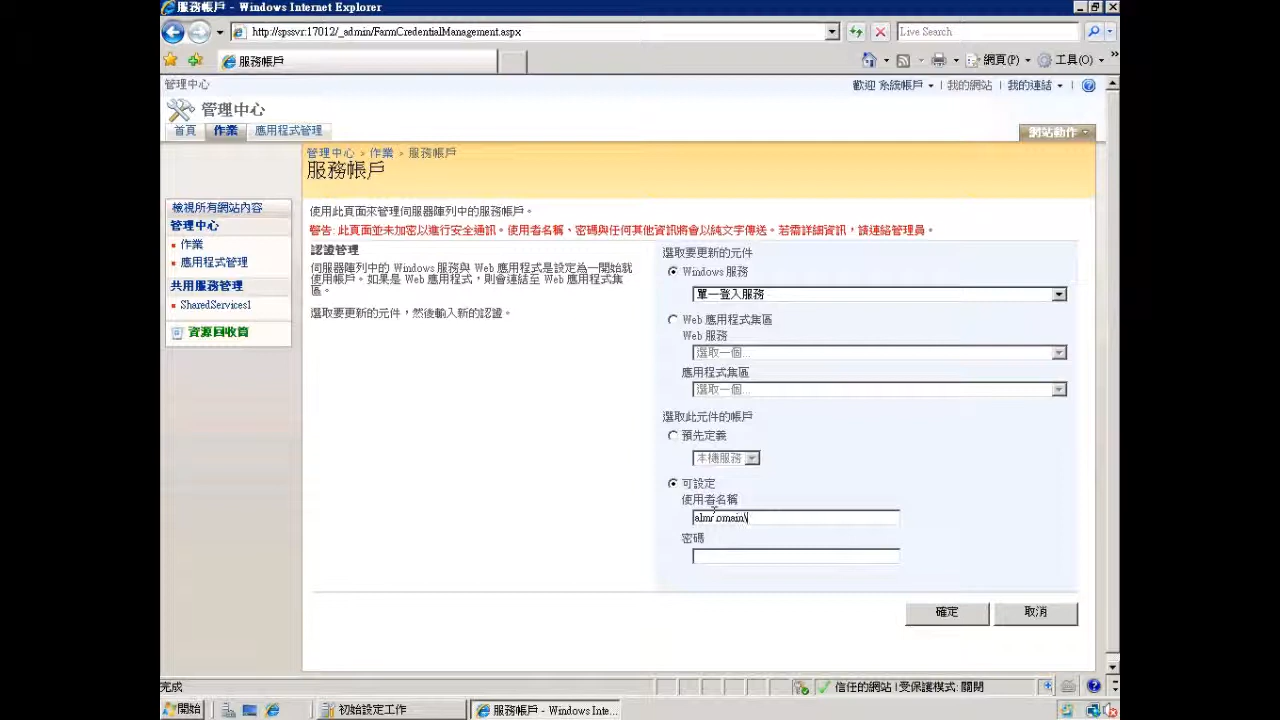 服務帳戶 - Windows Internet Explorer
http://spssvr:17012/_admin/FarmCredentialManagement.aspx
Live Search
服務帳戶
網頁(P)
工具(O)
管理中心
歡迎 系統帳戶
我的網站
我的連結
管理中心
首頁
作業
應用程式管理
網站動作
管理中心 > 作業 > 服務帳戶
服務帳戶
檢視所有網站內容
管理中心
作業
應用程式管理
共用服務管理
SharedServices1
資源回收筒
使用此頁面來管理伺服器陣列中的服務帳戶。
警告: 此頁面並未加密以進行安全通訊。使用者名稱、密碼與任何其他資訊將會以純文字傳送。若需詳細資訊，請連絡管理員。
認證管理
伺服器陣列中的 Windows 服務與 Web 應用程式是設定為一開始就
使用帳戶。如果是 Web 應用程式，則會連結至 Web 應用程式集
區。
選取要更新的元件，然後輸入新的認證。
選取要更新的元件
Windows 服務
單一登入服務
Web 應用程式集區
Web 服務
選取一個...
應用程式集區
選取一個...
選取此元件的帳戶
預先定義
本機服務
可設定
使用者名稱
密碼
確定
取消
完成
信任的網站 | 受保護模式: 關閉
開始
初始設定工作
服務帳戶 - Windows Inte...